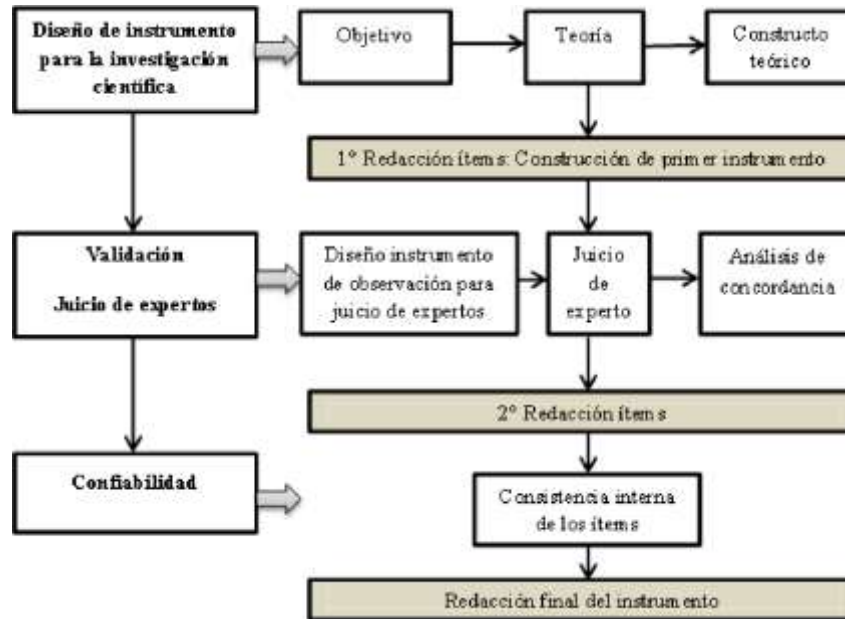 Diseño de instrumento
para la investigación
científica
Objetivo
Teoría
Constructo
teórico
1° Redacción ítems: Construcción de primer instrumento
Validación
Juicio de expertos
Diseño instrumento
de observación para
juicio de expertos
Juicio
de
experto
Análisis de
concordancia
2° Redacción ítems
Confiabilidad
Consistencia interna
de los ítems
Redacción final del instrumento